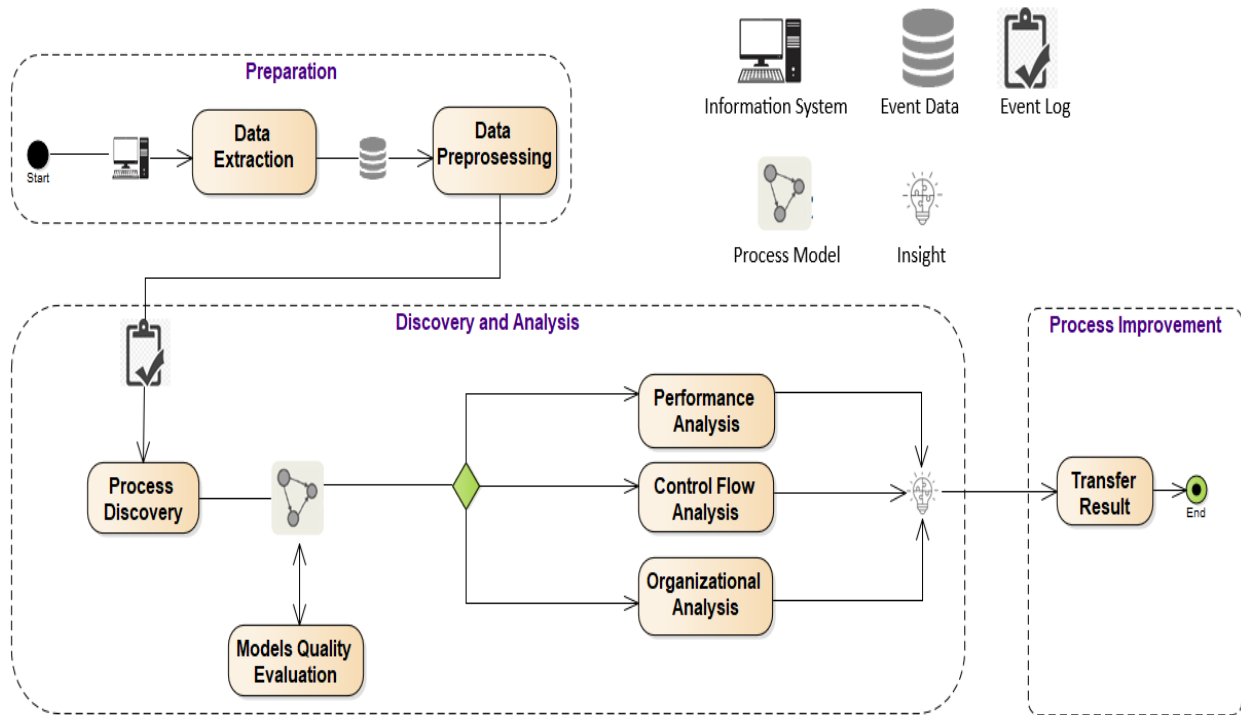 Preparation
Information System
Event Data
Event Log
Start
Data
Extraction
Data
Preprosessing
Process Model
Insight
Discovery and Analysis
Process Improvement
Performance
Analysis
Process
Discovery
Control Flow
Analysis
Transfer
Result
End
Organizational
Analysis
Models Quality
Evaluation